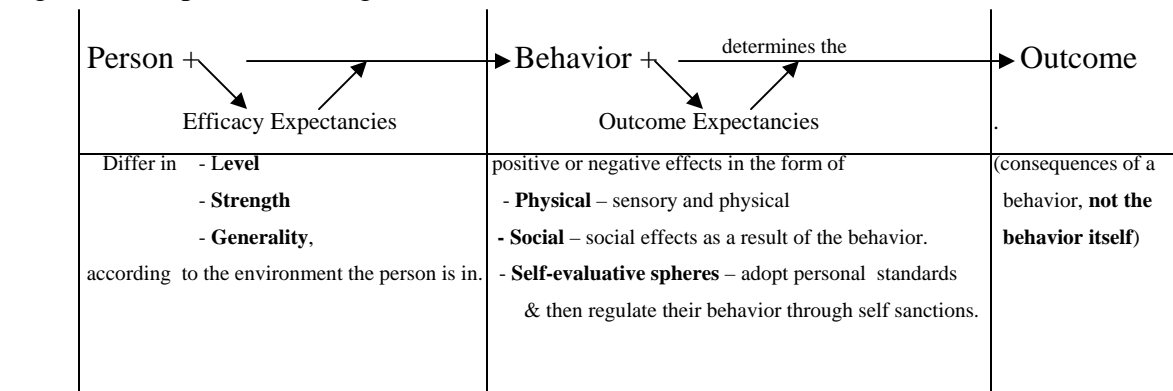 determines the
Person + Behavior + Outcome
Efficacy Expectancies Outcome Expectancies .
Differ in - Level
- Strength
- Generality,
according to the environment the person is in.
positive or negative effects in the form of
- Physical – sensory and physical
- Social – social effects as a result of the behavior.
- Self-evaluative spheres – adopt personal standards
& then regulate their behavior through self sanctions.
(consequences of a
behavior, not the
behavior itself)